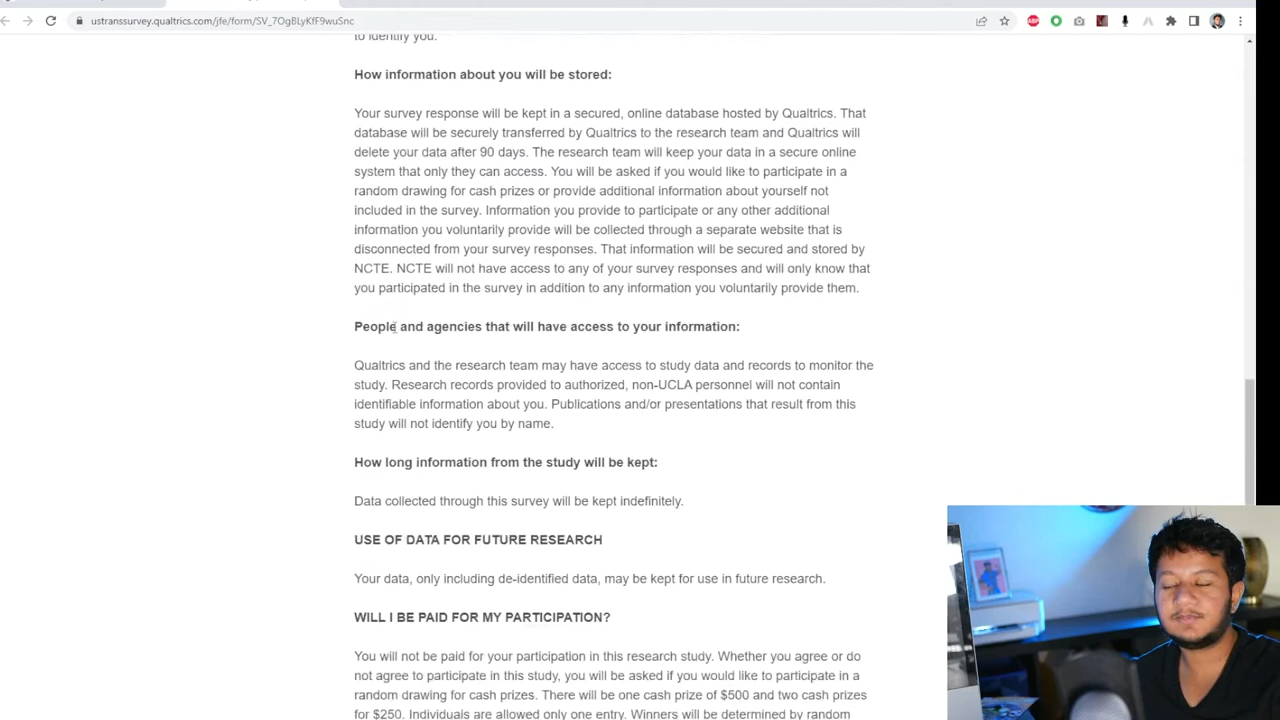 ustranssurvey.qualtrics.com/jfe/form/SV_7OgBLyKfF9wuSnc
to identify you.
How information about you will be stored:
Your survey response will be kept in a secured, online database hosted by Qualtrics. That
database will be securely transferred by Qualtrics to the research team and Qualtrics will
delete your data after 90 days. The research team will keep your data in a secure online
system that only they can access. You will be asked if you would like to participate in a
random drawing for cash prizes or provide additional information about yourself not
included in the survey. Information you provide to participate or any other additional
information you voluntarily provide will be collected through a separate website that is
disconnected from your survey responses. That information will be secured and stored by
NCTE. NCTE will not have access to any of your survey responses and will only know that
you participated in the survey in addition to any information you voluntarily provide them.
People and agencies that will have access to your information:
Qualtrics and the research team may have access to study data and records to monitor the
study. Research records provided to authorized, non-UCLA personnel will not contain
identifiable information about you. Publications and/or presentations that result from this
study will not identify you by name.
How long information from the study will be kept:
Data collected through this survey will be kept indefinitely.
USE OF DATA FOR FUTURE RESEARCH
Your data, only including de-identified data, may be kept for use in future research.
WILL I BE PAID FOR MY PARTICIPATION?
You will not be paid for your participation in this research study. Whether you agree or do
not agree to participate in this study, you will be asked if you would like to participate in a
random drawing for cash prizes. There will be one cash prize of $500 and two cash prizes
for $250. Individuals are allowed only one entry. Winners will be determined by random